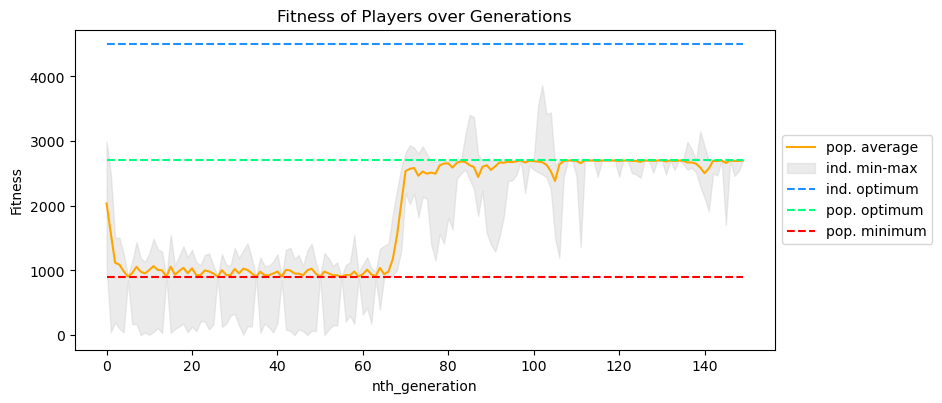 Fitness of Players over Generations
Fitness
4000
3000
2000
1000
0
0 20 40 60 80 100 120 140
nth_generation
pop. average
ind. min-max
ind. optimum
pop. optimum
pop. minimum